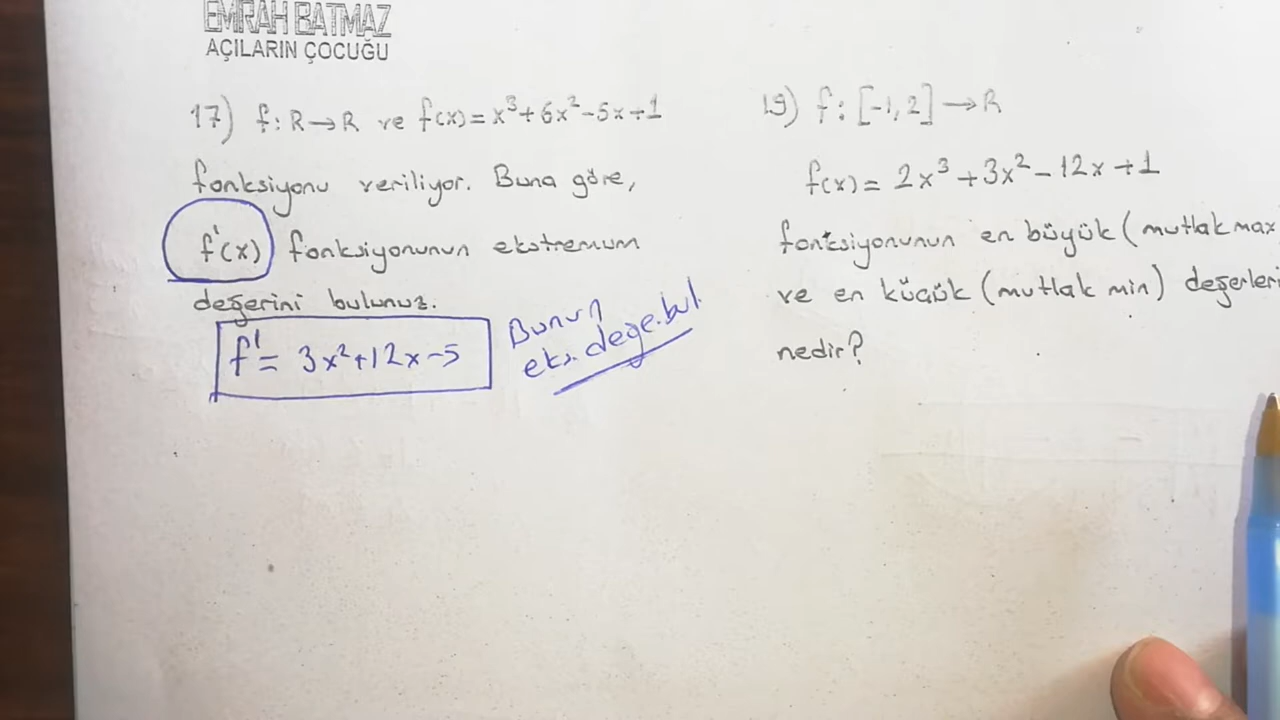 EMRAH BATMAZ
AÇILARIN ÇOCUĞU
17) f: R→R ve f(x)=x³+6x²-5x+1
fonksiyonu veriliyor. Buna göre,
f'(x) fonksiyonunun ekstremum
değerini bulunuz.
f' = 3x²+12x-5
Bunun
eks. değe. bul.
19) f: [-1,2]→R
f(x)= 2x³+3x²-12x+1
fonksiyonunun en büyük (mutlak max
ve en küçük (mutlak min) değerleri
nedir?